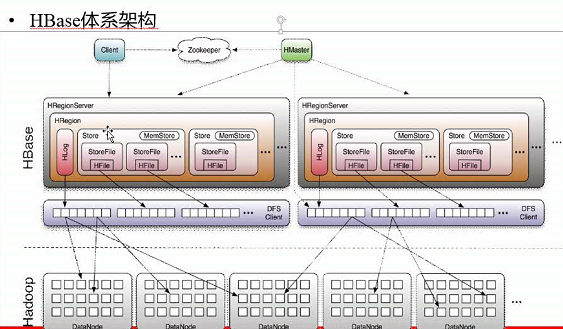 • HBase体系架构
Client
Zookeeper
HMaster
HBase
HRegionServer
HRegion
HLog
Store
MemStore
StoreFile
HFile
StoreFile
HFile
...
Store
MemStore
StoreFile
HFile
...
...
...
DFS Client
HRegionServer
HRegion
HLog
Store
MemStore
StoreFile
HFile
StoreFile
HFile
...
Store
MemStore
StoreFile
HFile
...
...
...
...
DFS Client
Hadoop
DataNode
DataNode
DataNode
DataNode
DataNode
...